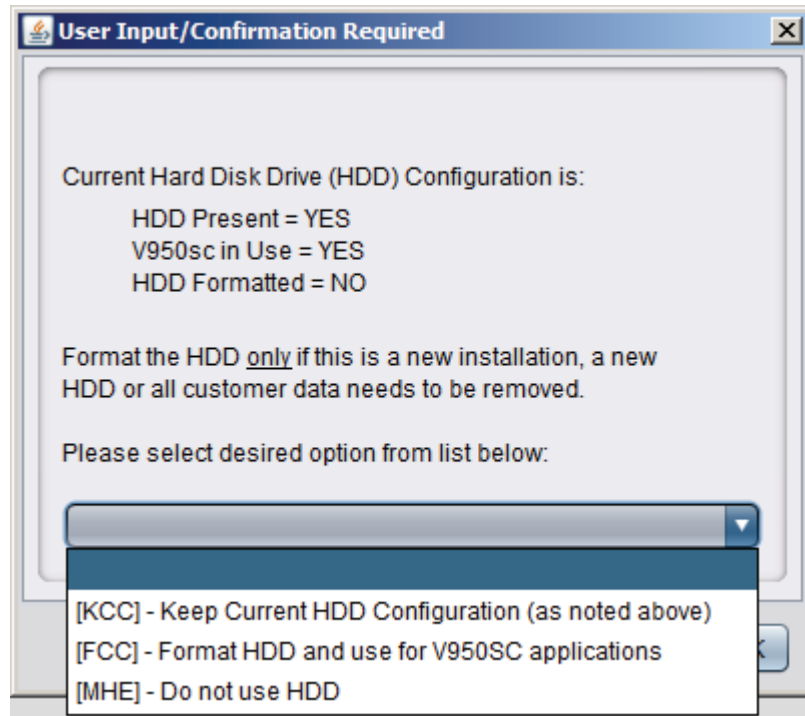 User Input/Confirmation Required
Current Hard Disk Drive (HDD) Configuration is:
HDD Present = YES
V950sc in Use = YES
HDD Formatted = NO
Format the HDD only if this is a new installation, a new
HDD or all customer data needs to be removed.
Please select desired option from list below:
[KCC] - Keep Current HDD Configuration (as noted above)
[FCC] - Format HDD and use for V950SC applications
[MHE] - Do not use HDD